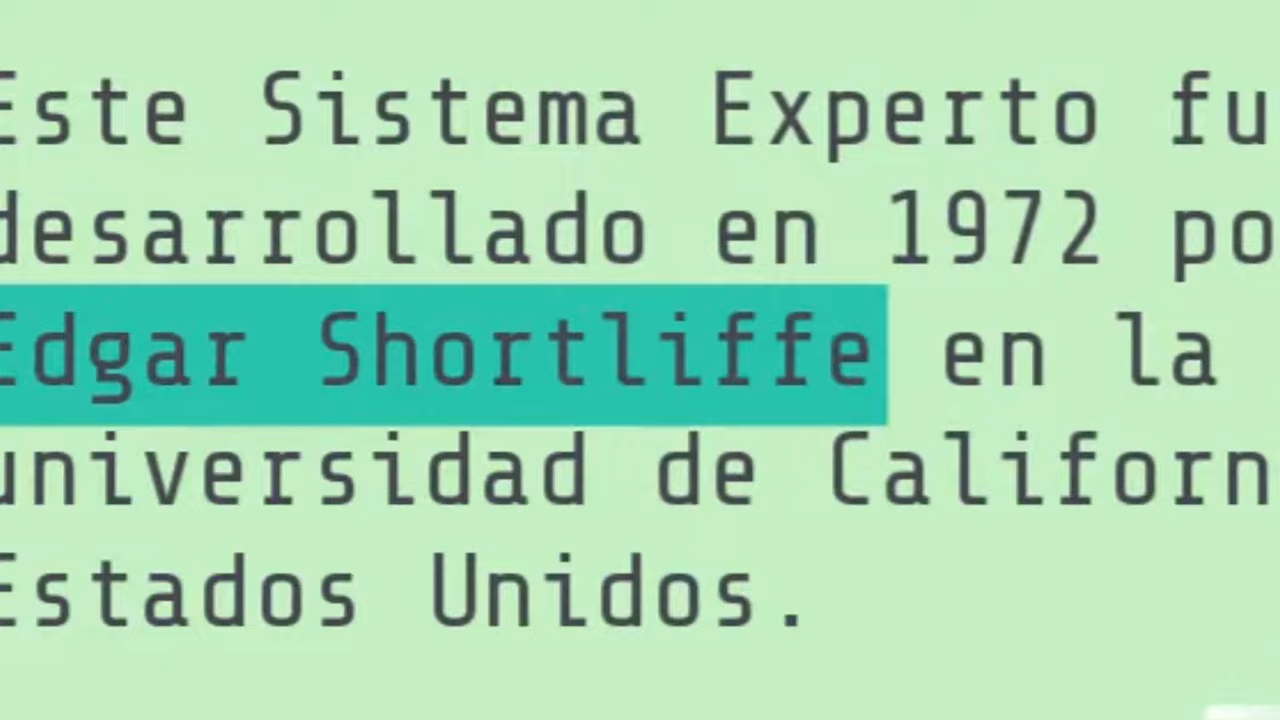 Este Sistema Experto fu
desarrollado en 1972 po
Edgar Shortliffe en la
universidad de Californ
Estados Unidos.